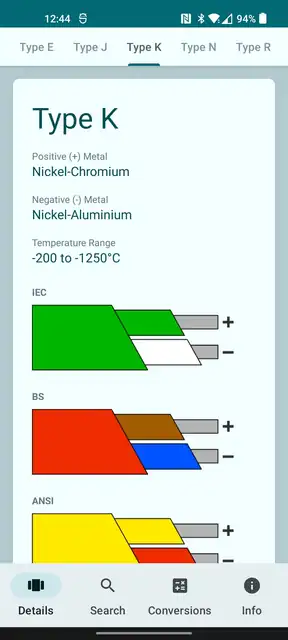 12:44 94%
Type E Type J Type K Type N Type R
Type K
Positive (+) Metal
Nickel-Chromium
Negative (-) Metal
Nickel-Aluminium
Temperature Range
-200 to -1250°C
IEC
+
−
BS
+
−
ANSI
+
−
Details Search Conversions Info